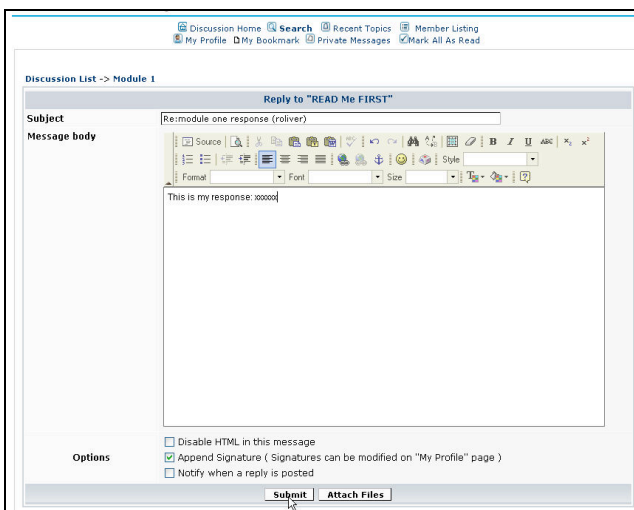 Discussion Home Search Recent Topics Member Listing
My Profile My Bookmark Private Messages Mark All As Read
Discussion List -> Module 1
Reply to "READ Me FIRST"
Subject Re:module one response (roliver)
Message body
Source B I U ABC x₂ x²
Style
Format Font Size
This is my response: xxxxxx
Disable HTML in this message
Options Append Signature ( Signatures can be modified on "My Profile" page )
Notify when a reply is posted
Submit Attach Files